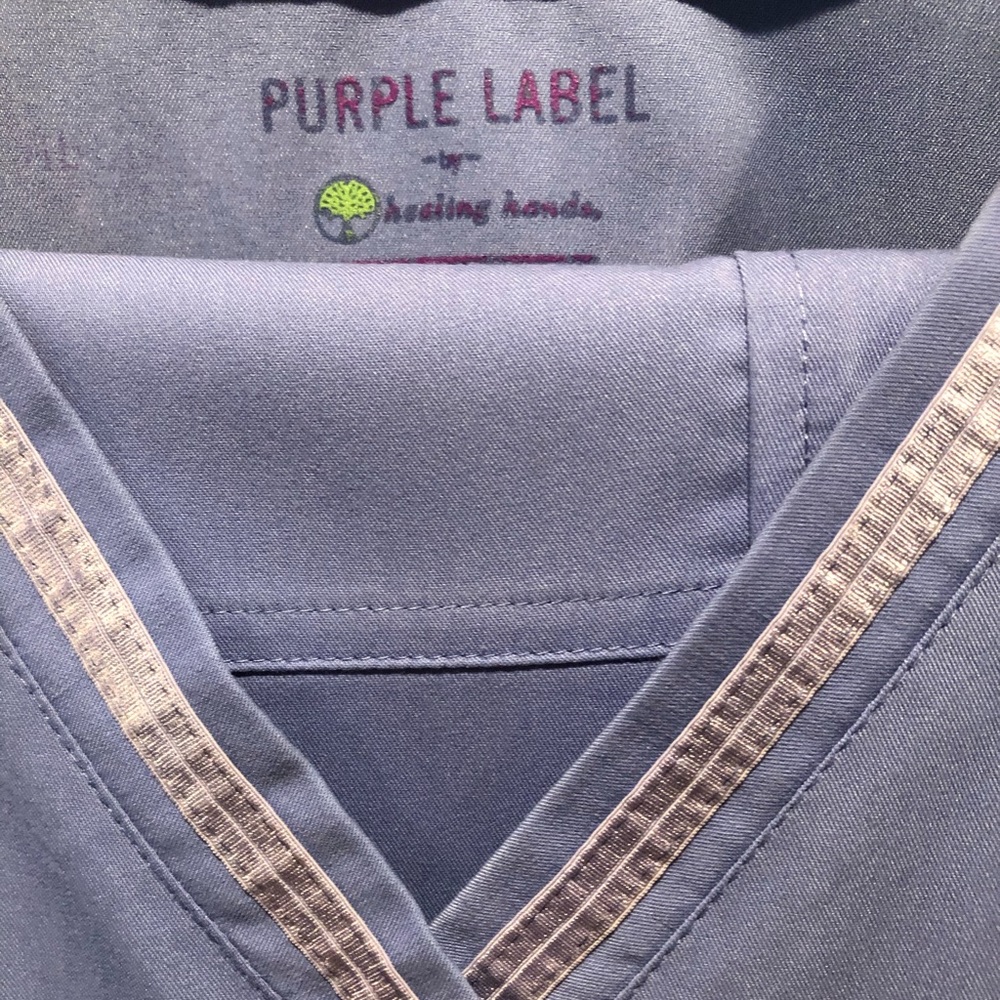 PURPLE LABEL
-by-
healing hands.